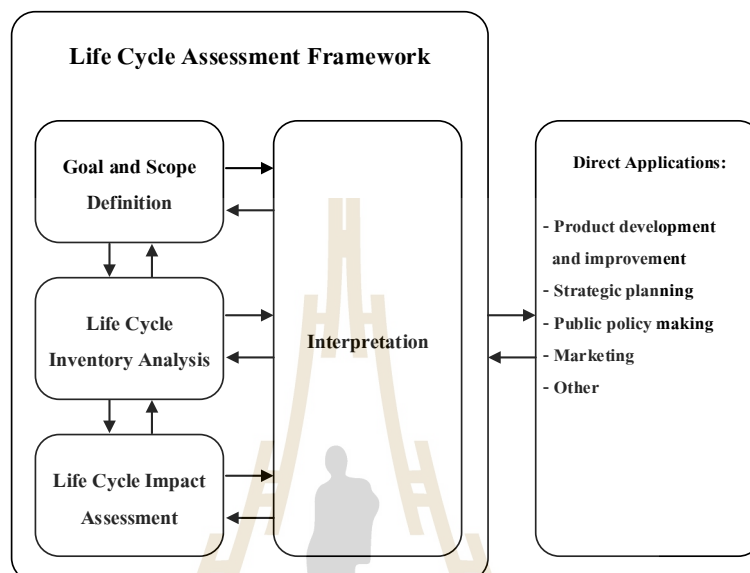 Life Cycle Assessment Framework
Goal and Scope
Definition
Life Cycle
Inventory Analysis
Life Cycle Impact
Assessment
Interpretation
Direct Applications:
- Product development
and improvement
- Strategic planning
- Public policy making
- Marketing
- Other